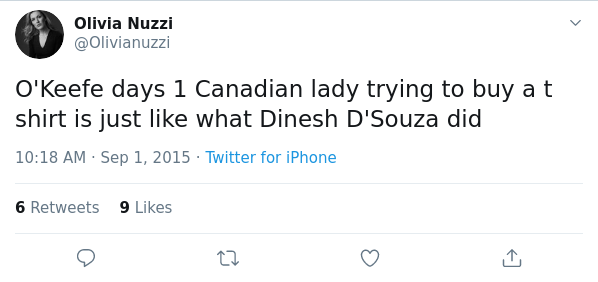 Olivia Nuzzi
@Olivianuzzi
O'Keefe days 1 Canadian lady trying to buy a t
shirt is just like what Dinesh D'Souza did
10:18 AM · Sep 1, 2015 · Twitter for iPhone
6 Retweets 9 Likes